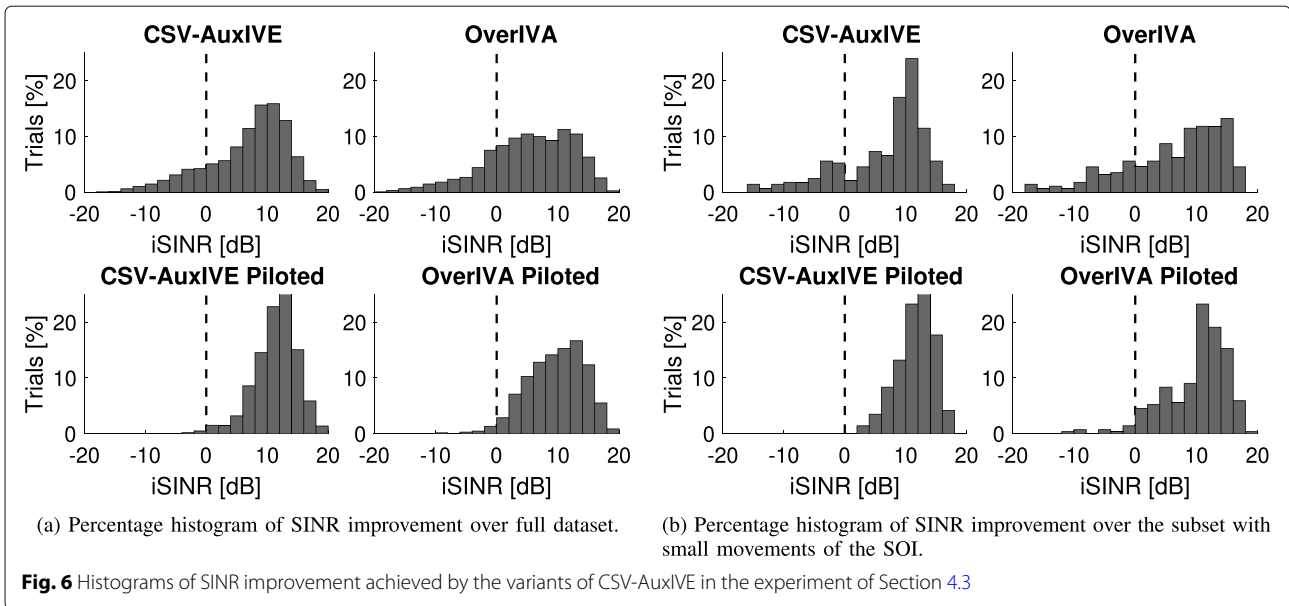 CSV-AuxIVE
OverIVA
CSV-AuxIVE
OverIVA
Trials [%]
20
10
0
-20 -10 0 10 20
iSINR [dB]
20
10
0
-20 -10 0 10 20
iSINR [dB]
Trials [%]
20
10
0
-20 -10 0 10 20
iSINR [dB]
20
10
0
-20 -10 0 10 20
iSINR [dB]
CSV-AuxIVE Piloted
OverIVA Piloted
CSV-AuxIVE Piloted
OverIVA Piloted
Trials [%]
20
10
0
-20 -10 0 10 20
iSINR [dB]
20
10
0
-20 -10 0 10 20
iSINR [dB]
Trials [%]
20
10
0
-20 -10 0 10 20
iSINR [dB]
20
10
0
-20 -10 0 10 20
iSINR [dB]
(a) Percentage histogram of SINR improvement over full dataset.
(b) Percentage histogram of SINR improvement over the subset with
small movements of the SOI.
Fig. 6 Histograms of SINR improvement achieved by the variants of CSV-AuxIVE in the experiment of Section 4.3